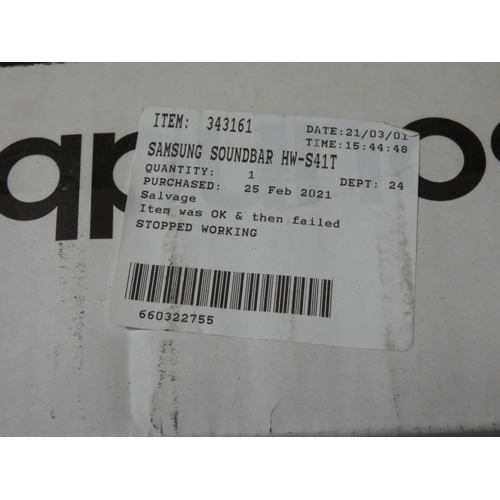 ITEM: 343161 DATE:21/03/01
TIME:15:44:48
SAMSUNG SOUNDBAR HW-S41T
QUANTITY: 1 DEPT: 24
PURCHASED: 25 Feb 2021
Salvage
Item was OK & then failed
STOPPED WORKING
660322755